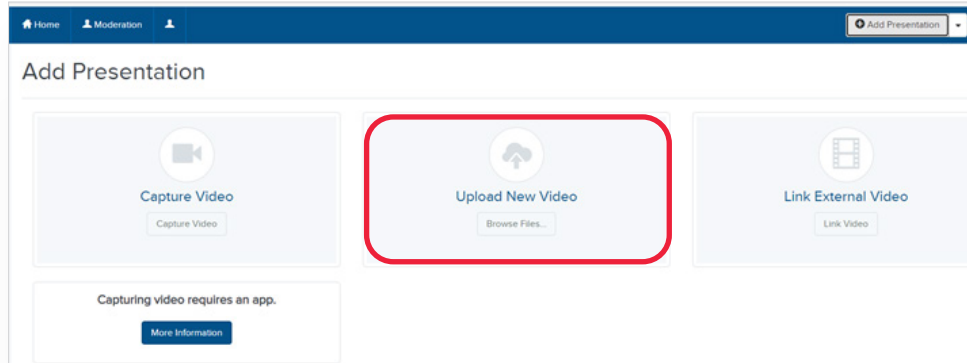 Home Moderation Add Presentation
Add Presentation
Capture Video Upload New Video Link External Video
Capture Video Browse Files... Link Video
Capturing video requires an app.
More Information